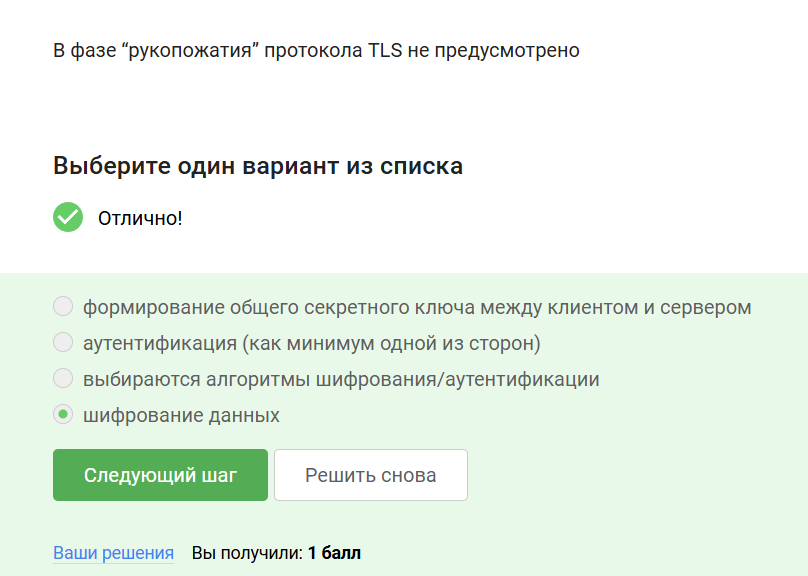 В фазе “рукопожатия” протокола TLS не предусмотрено
Выберите один вариант из списка
Отлично!
формирование общего секретного ключа между клиентом и сервером
аутентификация (как минимум одной из сторон)
выбираются алгоритмы шифрования/аутентификации
шифрование данных
Следующий шаг
Решить снова
Ваши решения Вы получили: 1 балл